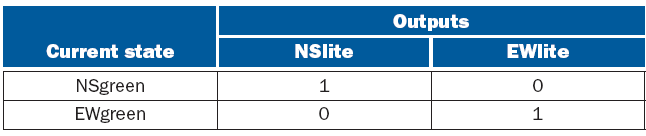 Outputs
Current state NSlite EWlite
NSgreen 1 0
EWgreen 0 1